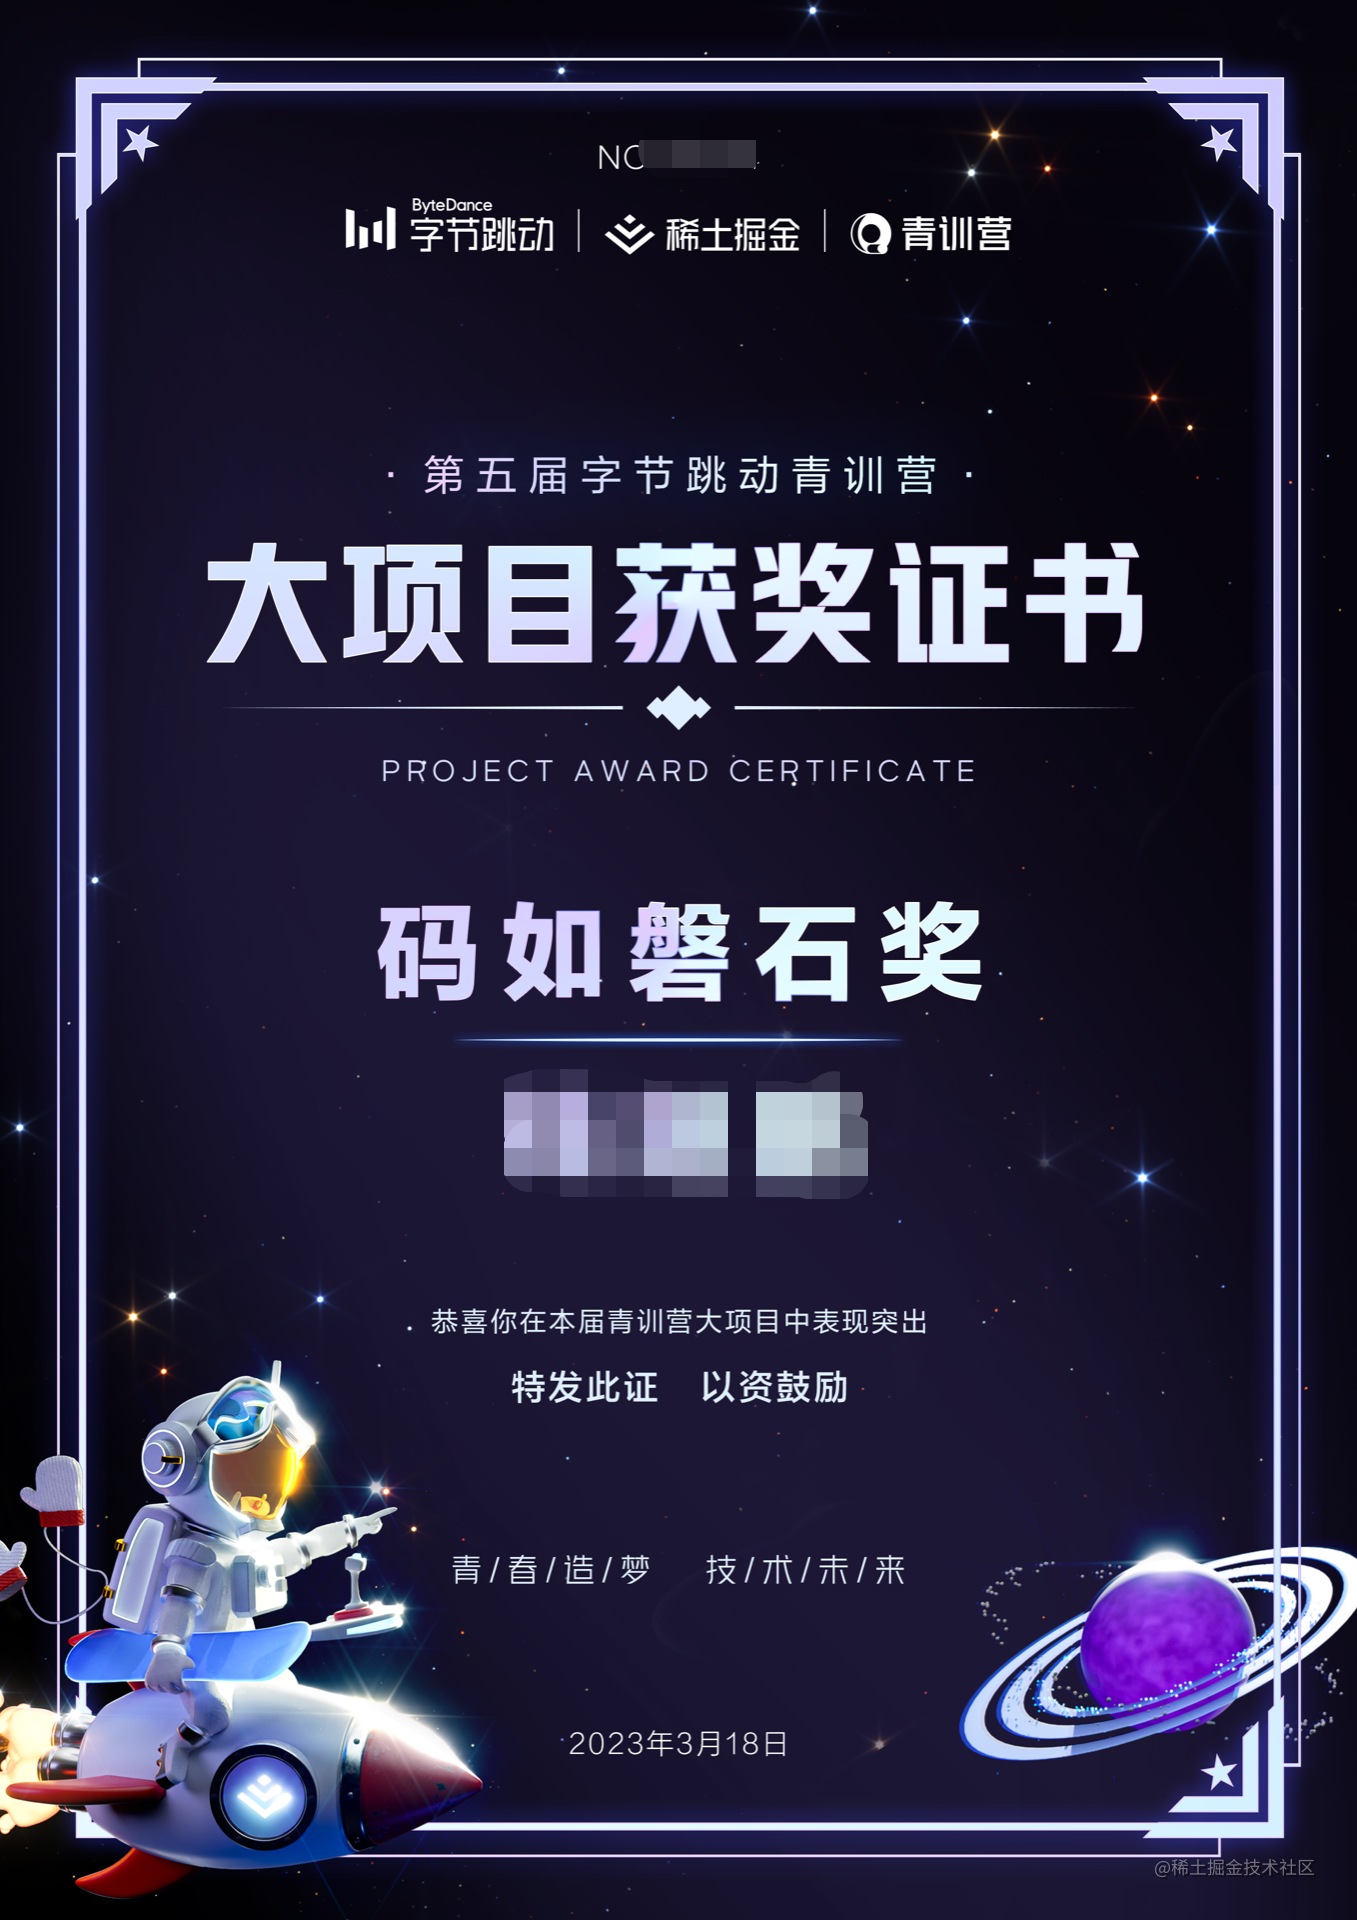 NO
ByteDance
字节跳动 稀土掘金 青训营
· 第五届字节跳动青训营 ·
大项目获奖证书
PROJECT AWARD CERTIFICATE
码如磐石奖
恭喜你在本届青训营大项目中表现突出
特发此证 以资鼓励
青/春/造/梦 技/术/未/来
2023年3月18日
@稀土掘金技术社区